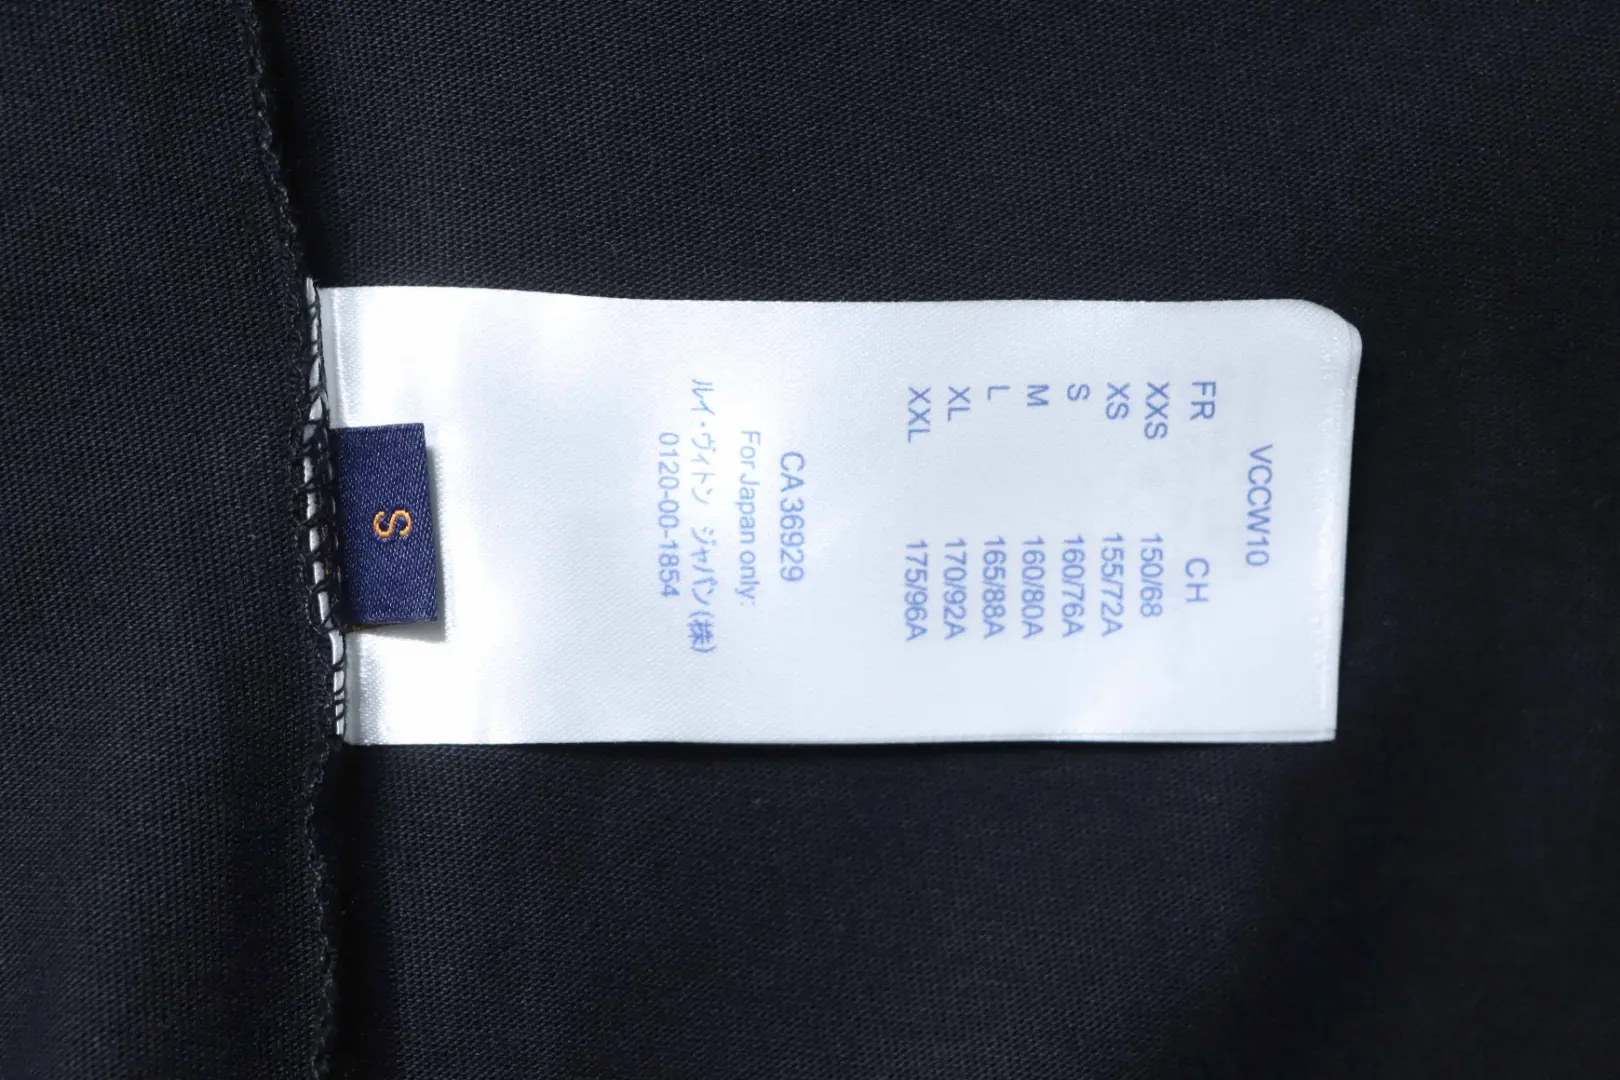 VCCW10
FR CH
XXS 150/68
XS 155/72A
S 160/76A
M 160/80A
L 165/88A
XL 170/92A
XXL 175/96A
CA36929
For Japan only:
ルイ・ヴィトン ジャパン(株)
0120-00-1854
S